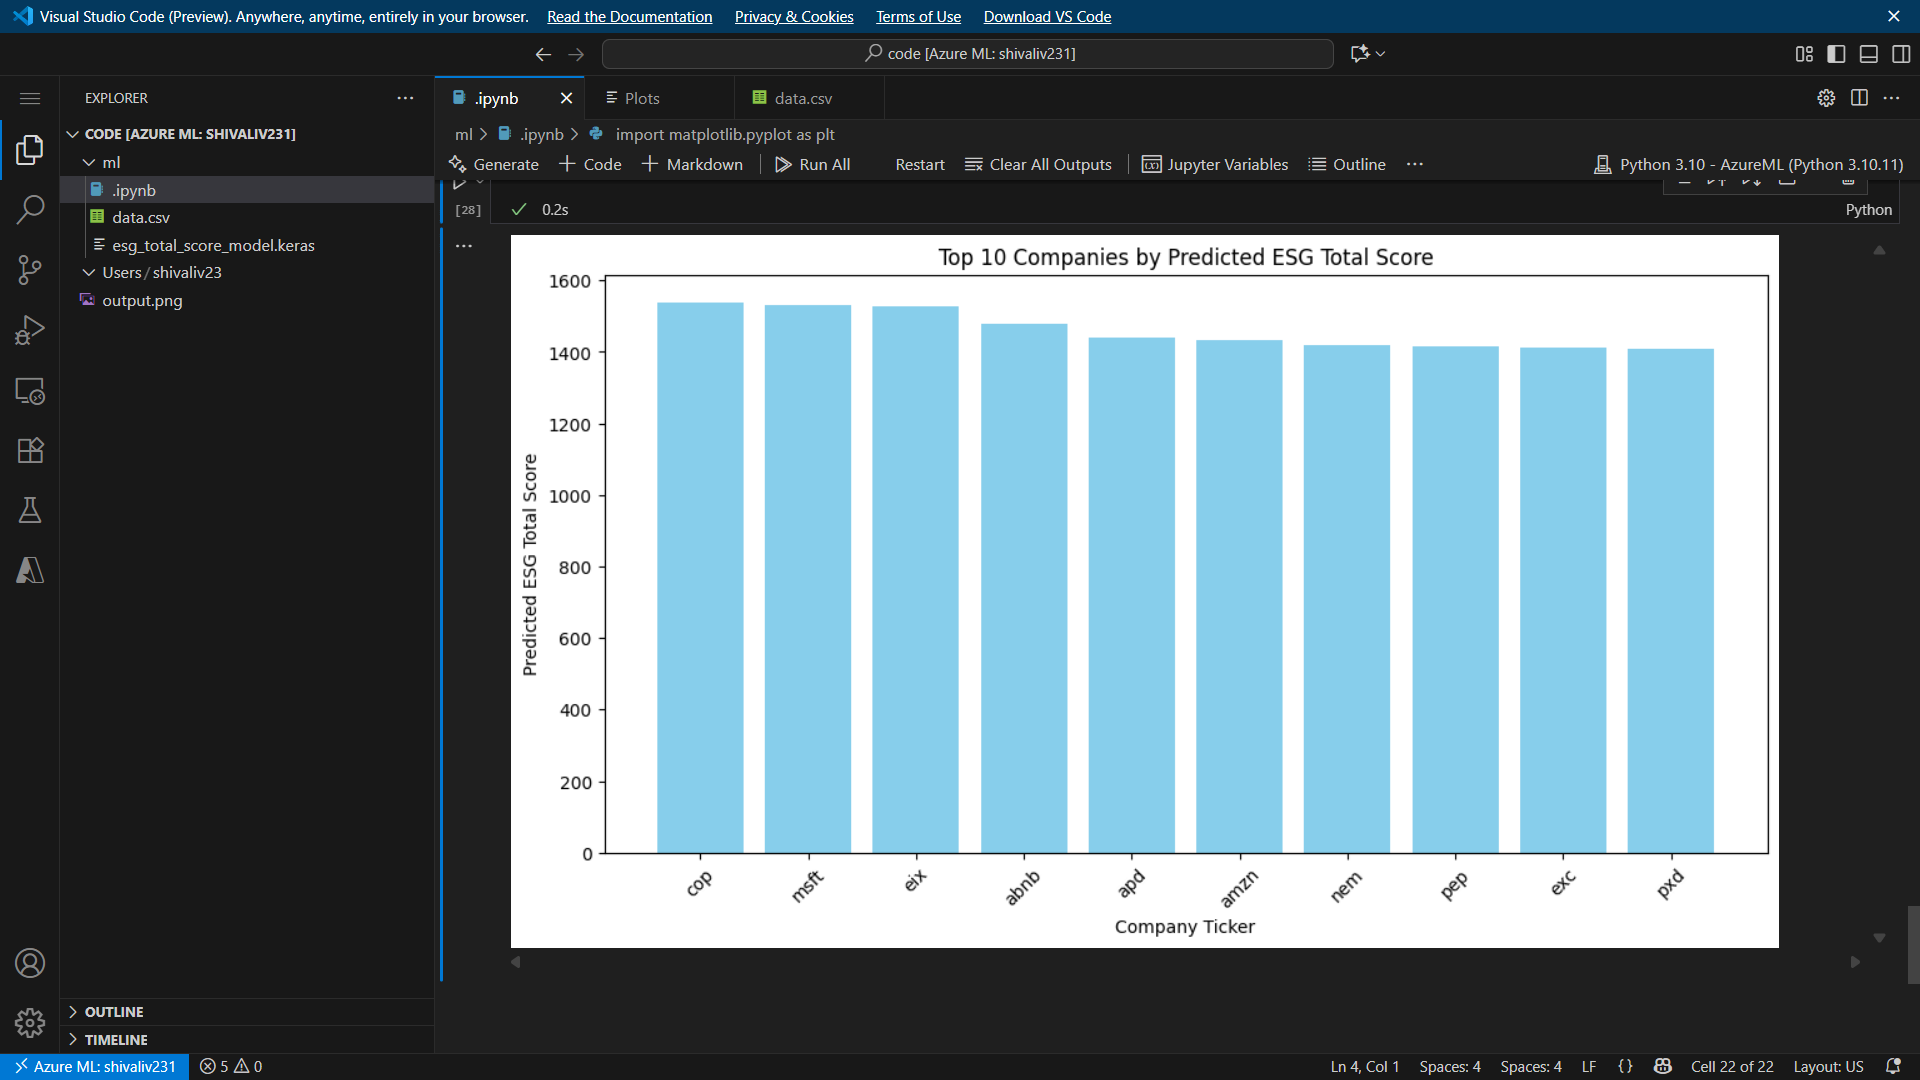 Visual Studio Code (Preview). Anywhere, anytime, entirely in your browser. Read the Documentation Privacy & Cookies Terms of Use Download VS Code
code [Azure ML: shivaliv231]
EXPLORER
CODE [AZURE ML: SHIVALIV231]
ml
.ipynb
data.csv
esg_total_score_model.keras
Users / shivaliv23
output.png
OUTLINE
TIMELINE
.ipynb Plots data.csv
ml > .ipynb > import matplotlib.pyplot as plt
Generate + Code + Markdown Run All Restart Clear All Outputs Jupyter Variables Outline ... Python 3.10 - AzureML (Python 3.10.11)
[28] 0.2s Python
Top 10 Companies by Predicted ESG Total Score
Predicted ESG Total Score
1600
1400
1200
1000
800
600
400
200
0
cop msft eix abnb apd amzn nem pep exc pxd
Company Ticker
Azure ML: shivaliv231 5 0 Ln 4, Col 1 Spaces: 4 Spaces: 4 LF {} Cell 22 of 22 Layout: US